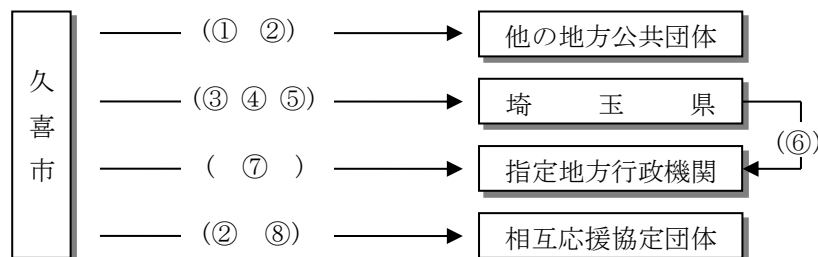 久喜市
(① ②)
他の地方公共団体
(③ ④ ⑤)
埼玉県
(⑥)
(⑦)
指定地方行政機関
(② ⑧)
相互応援協定団体